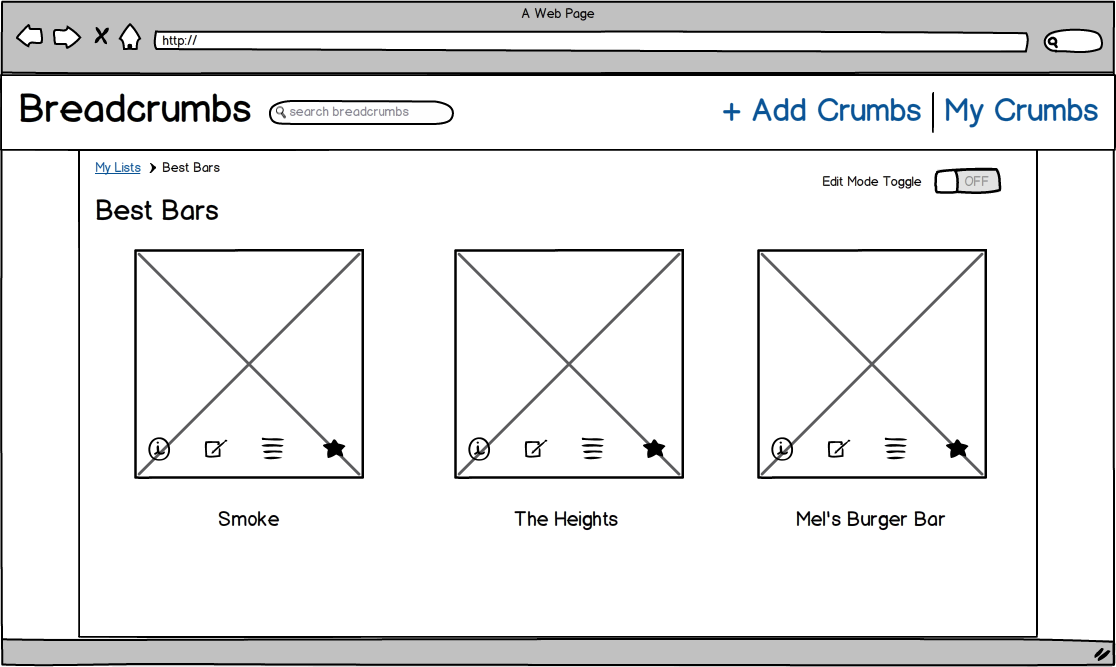 A Web Page
http://
Breadcrumbs
search breadcrumbs
+ Add Crumbs
My Crumbs
My Lists
Best Bars
Edit Mode Toggle
OFF
Best Bars
Smoke
The Heights
Mel's Burger Bar